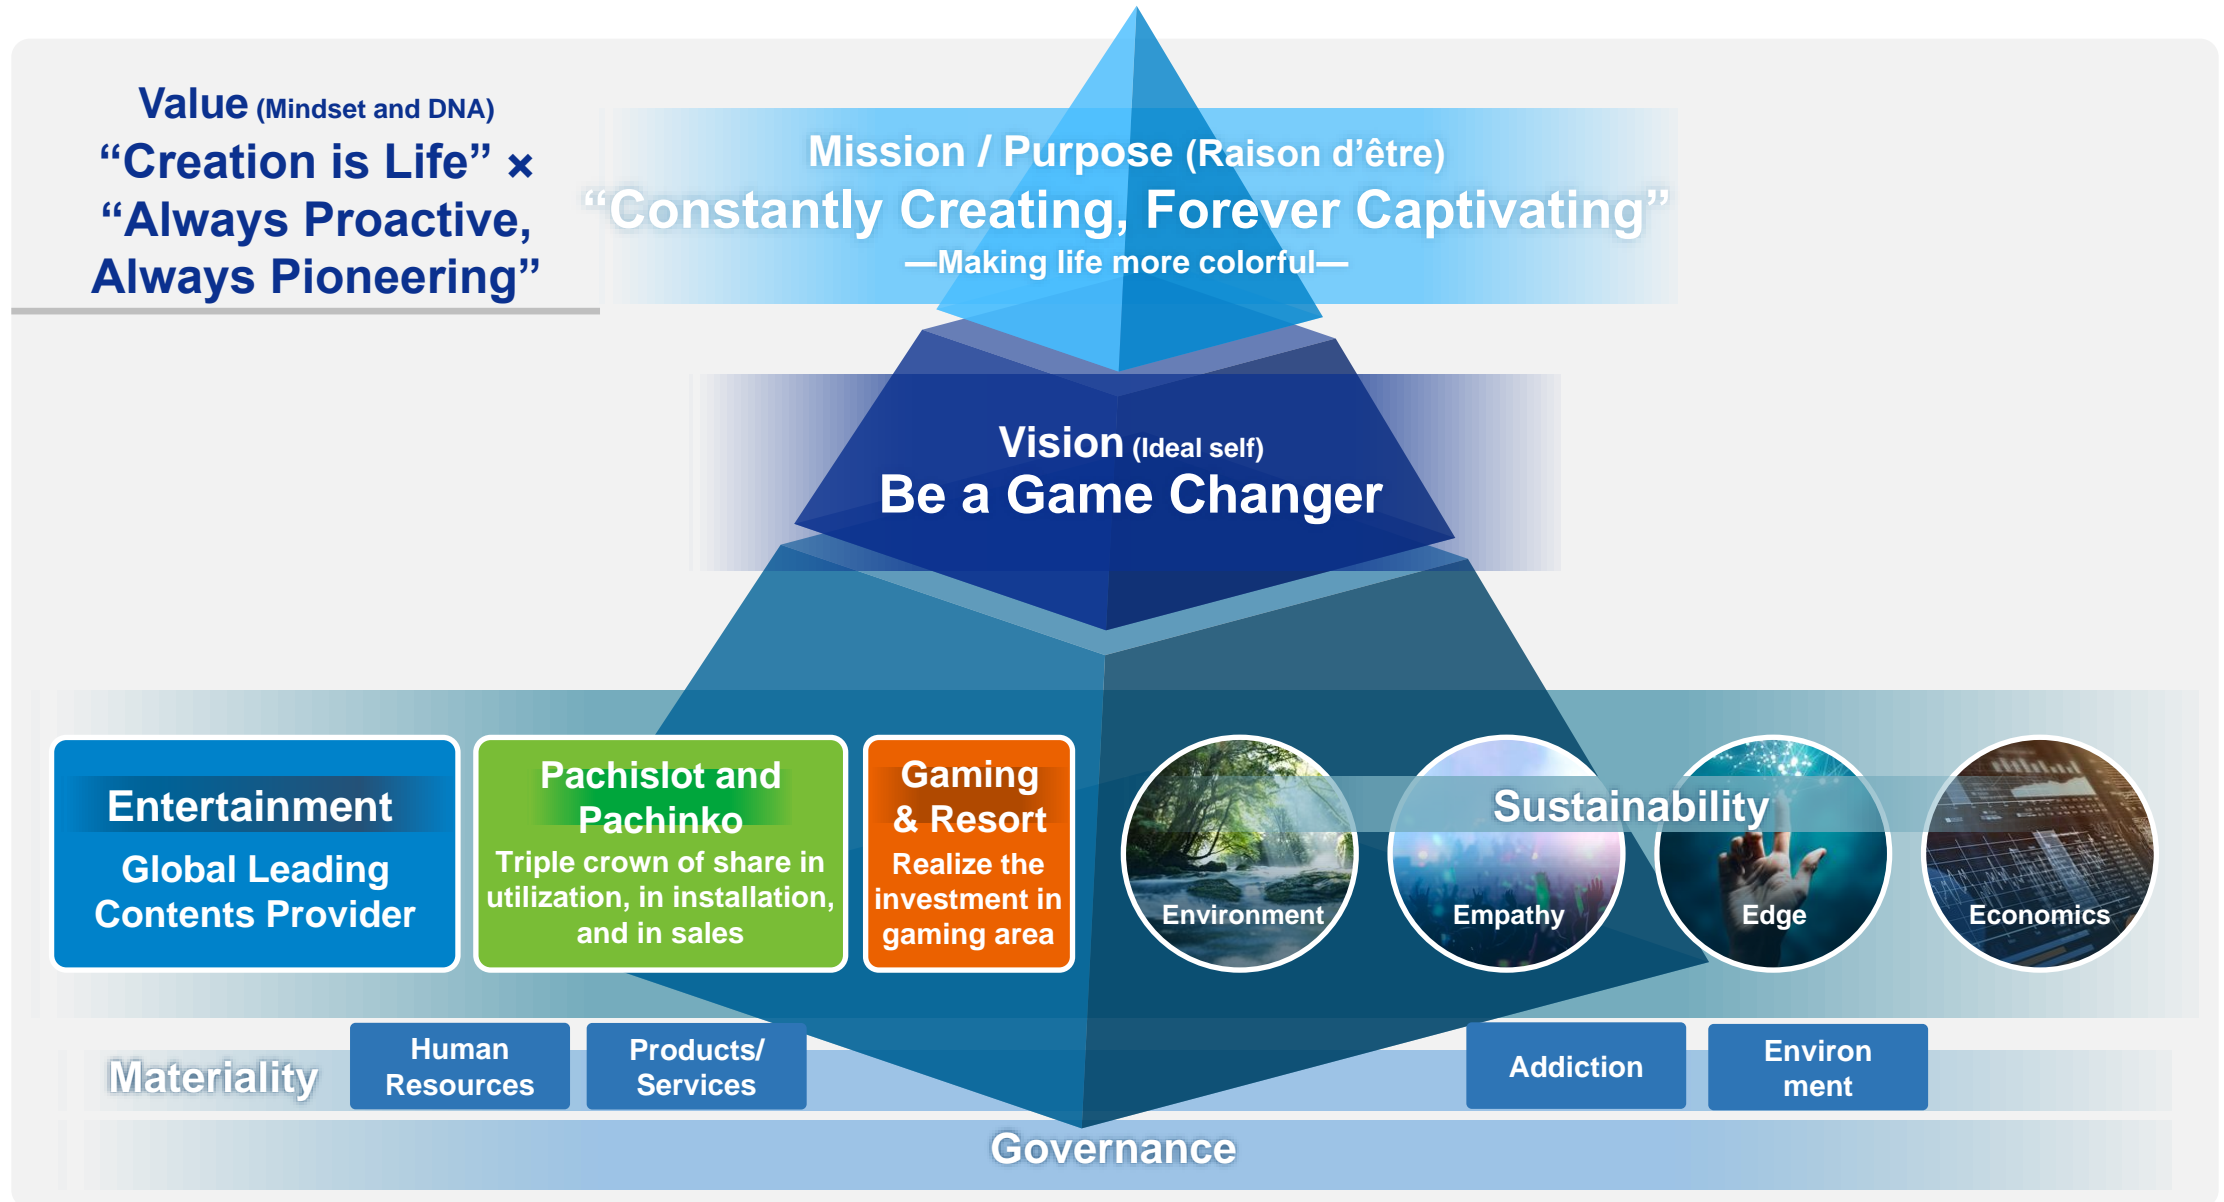 Value (Mindset and DNA)
“Creation is Life” ×
“Always Proactive,
Always Pioneering”
Mission / Purpose (Raison d’être)
“Constantly Creating, Forever Captivating”
—Making life more colorful—
Vision (Ideal self)
Be a Game Changer
Entertainment
Global Leading
Contents Provider
Pachislot and
Pachinko
Triple crown of share in
utilization, in installation,
and in sales
Gaming
& Resort
Realize the
investment in
gaming area
Sustainability
Environment
Empathy
Edge
Economics
Materiality
Human
Resources
Products/
Services
Addiction
Environ
ment
Governance